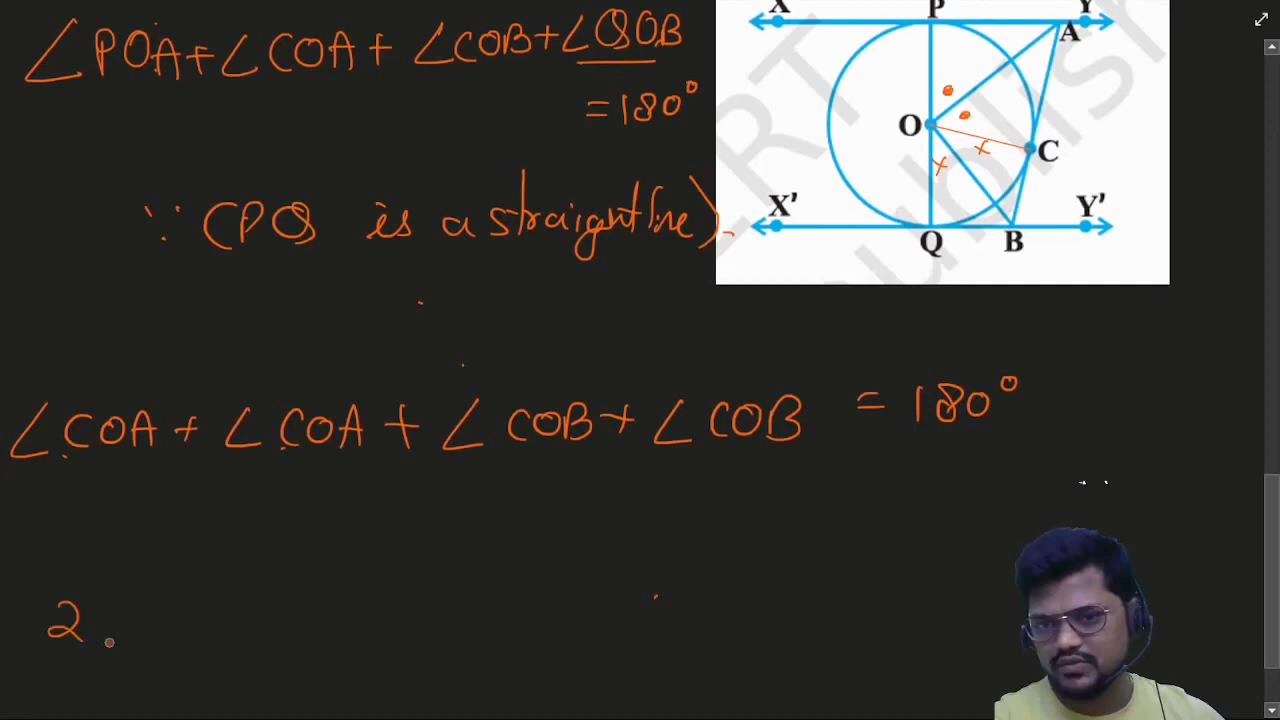 ∠POA+∠COA+ ∠COB+∠QOB
=180°
∵ (PQ is a straight line).
∠COA+ ∠COA+ ∠COB+ ∠COB = 180°
2
X P Y
A
O
C
X' Y'
Q B